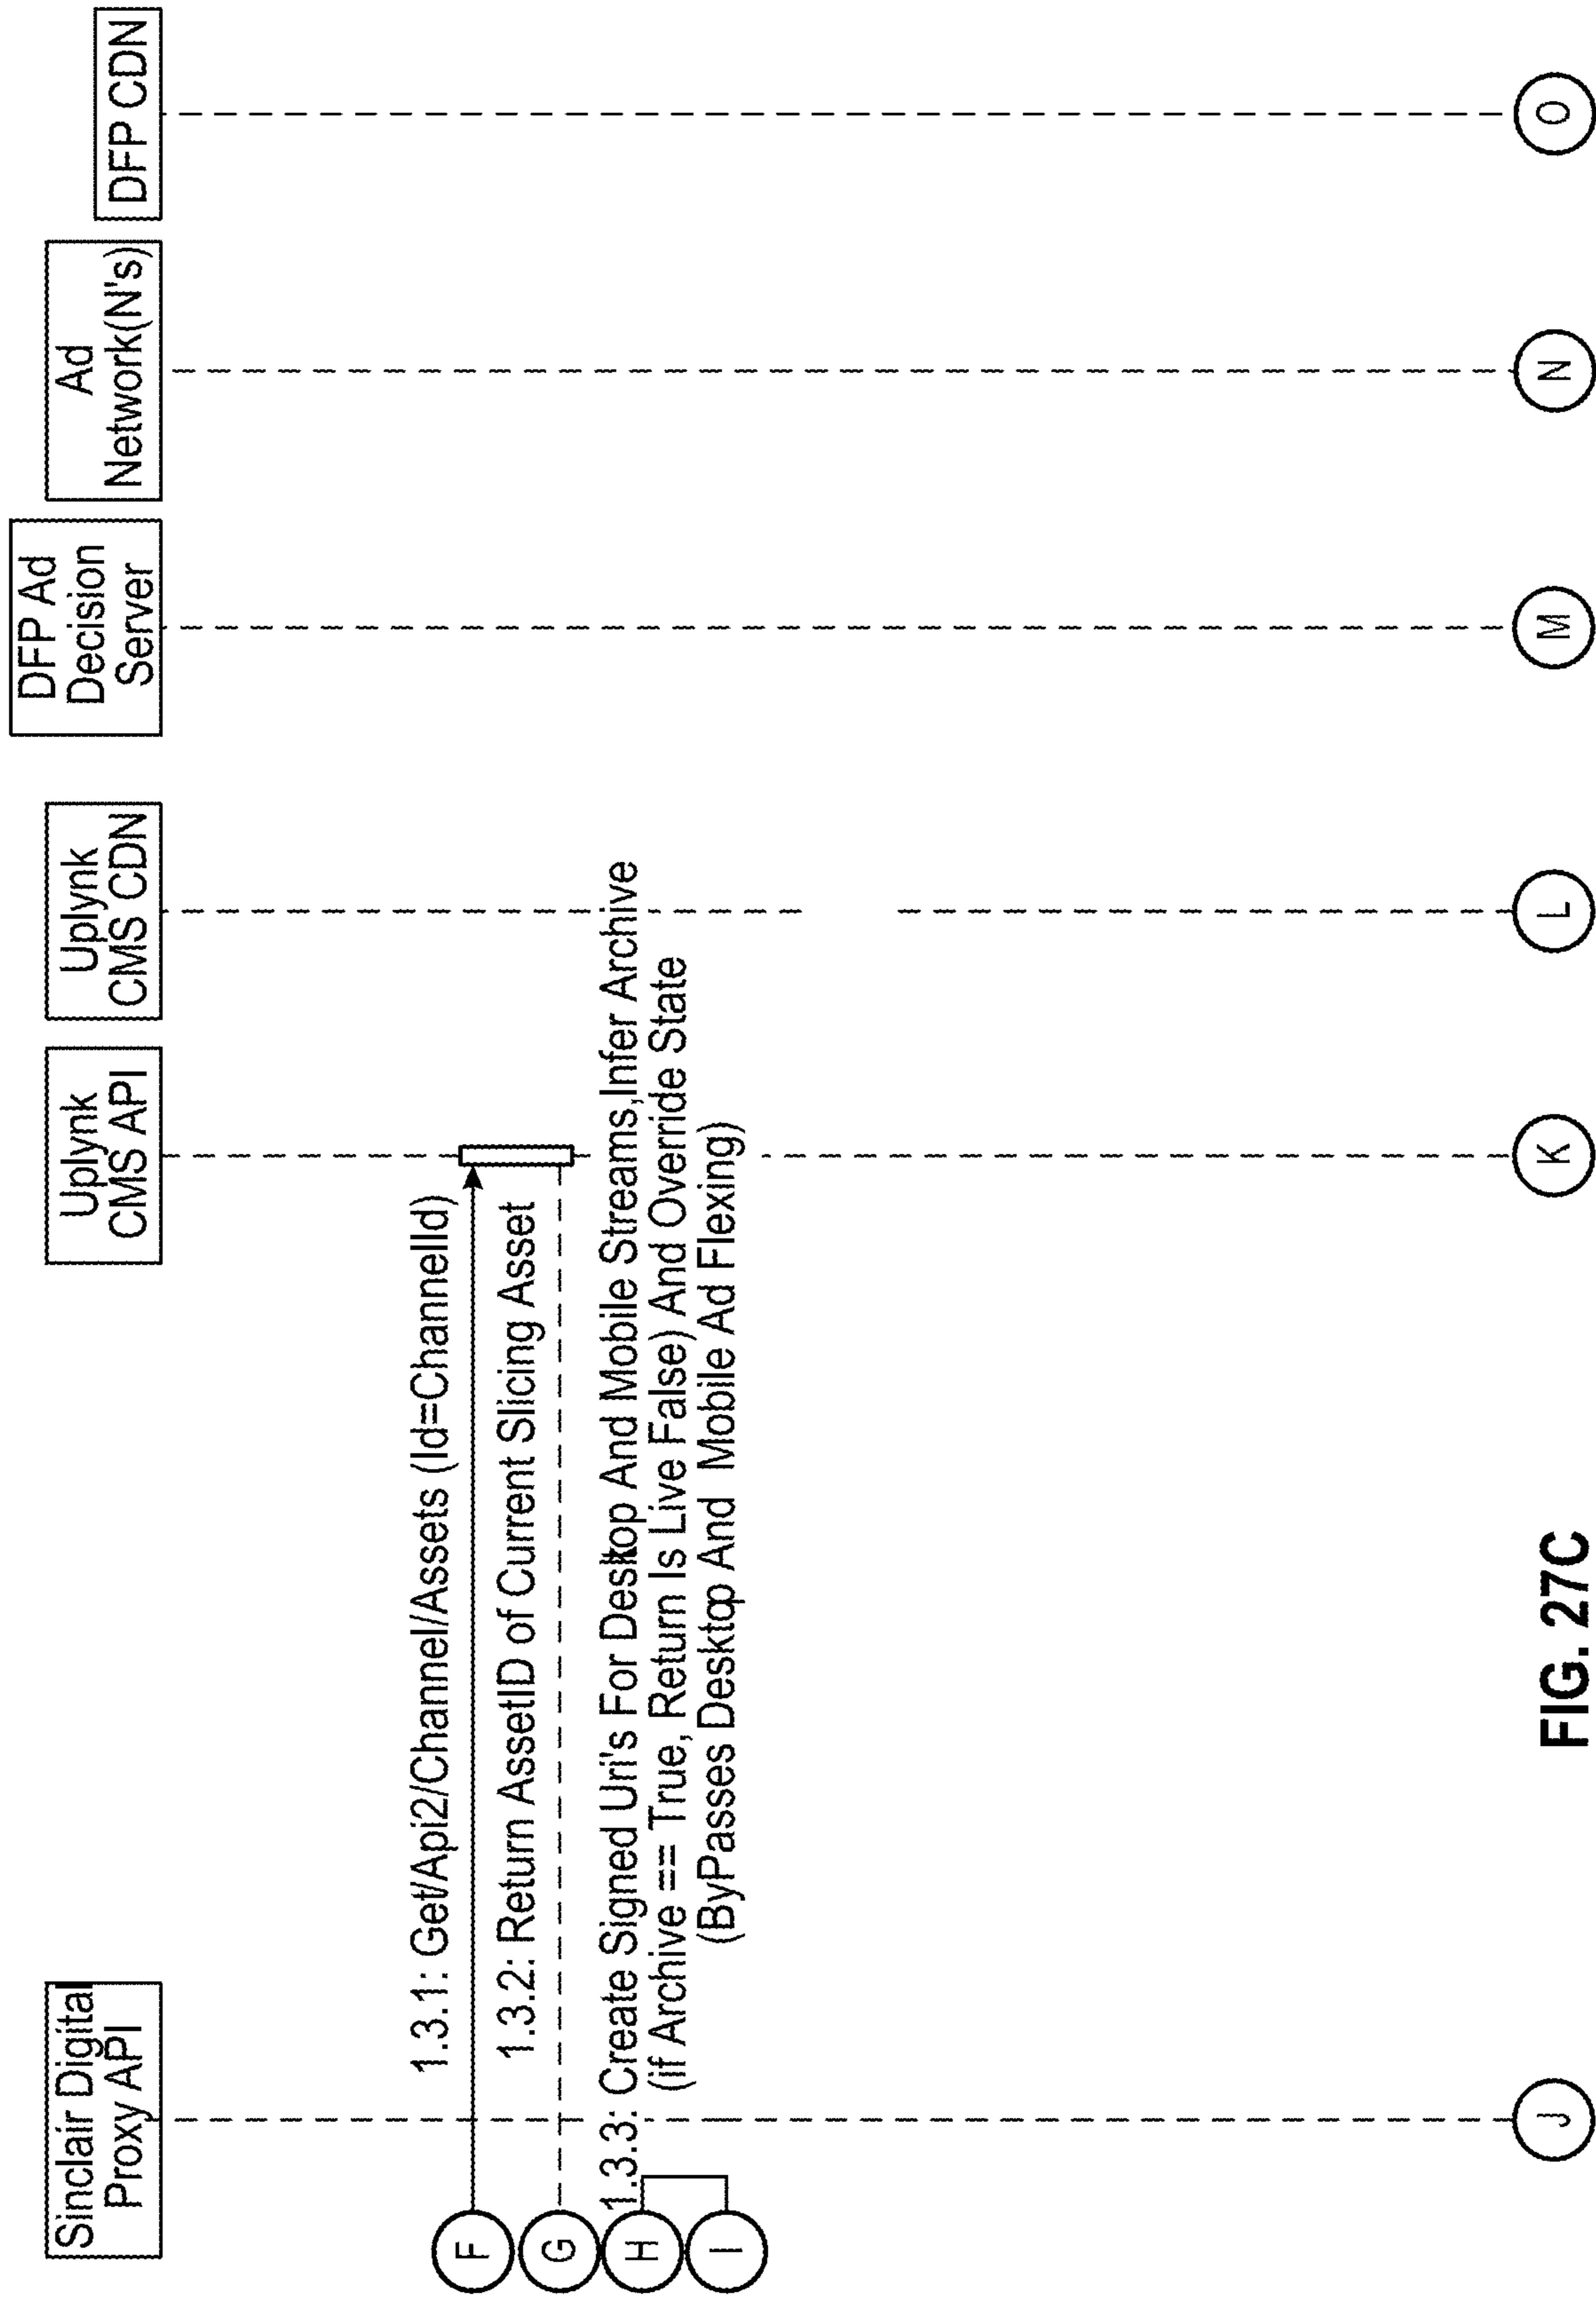 Sinclair Digital
Proxy API
Uplynk
CMS API
Uplynk
CMS CDN
DFP Ad
Decision
Server
Ad
Network(N's)
DFP CDN
1.3.1: Get/Api2/Channel/Assets (Id=ChannelId)
F
1.3.2: Return AssetID of Current Slicing Asset
G
1.3.3: Create Signed Uri's For Desktop And Mobile Streams,Infer Archive
(if Archive == True, Return Is Live False) And Override State
(ByPasses Desktop And Mobile Ad Flexing)
H
I
J
K
L
M
N
O
FIG. 27C